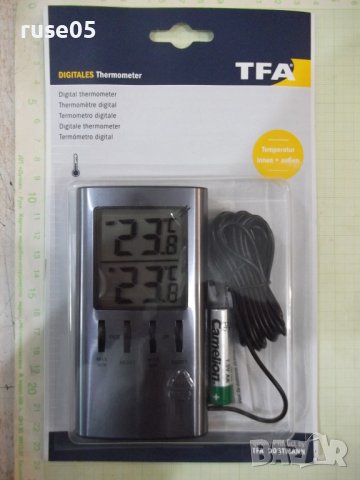 ruse05
DIGITALES Thermometer
TFA
Digital thermometer
Thermomètre digital
Termometro digitale
Digitale thermometer
Termómetro digital
Temperatur
innen + außen
-23.8 °C
-23.8 °C
Camelion
TFA DOSTMANN
BAZAR